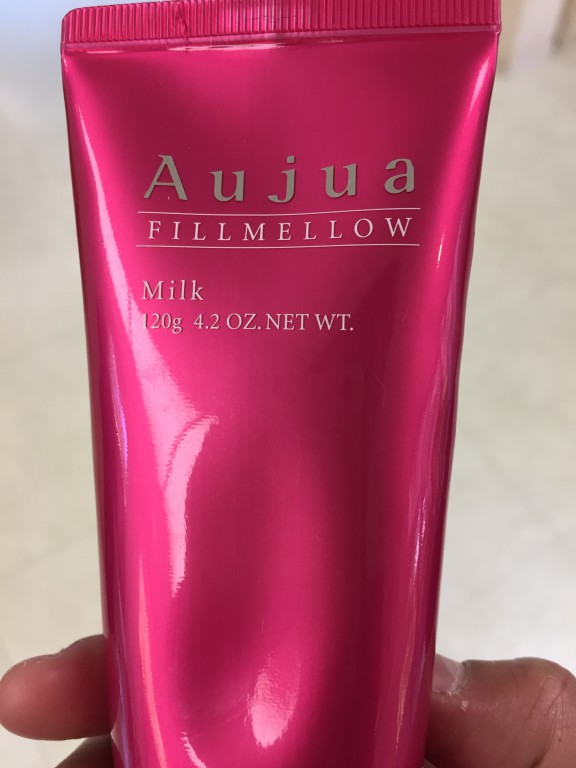 Aujua
FILLMELLOW
Milk
120g 4.2 OZ. NET WT.